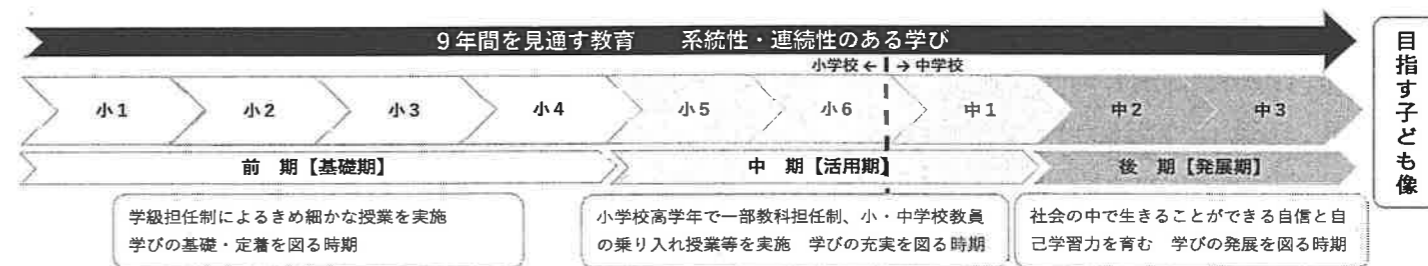 9年間を見通す教育　　系統性・連続性のある学び
小学校 ← → 中学校
小1
小2
小3
小4
小5
小6
中1
中2
中3
前　期【基礎期】
中　期【活用期】
後　期【発展期】
学級担任制によるきめ細かな授業を実施
学びの基礎・定着を図る時期
小学校高学年で一部教科担任制、小・中学校教員
の乗り入れ授業等を実施　学びの充実を図る時期
社会の中で生きることができる自信と自
己学習力を育む　学びの発展を図る時期
目指す子ども像